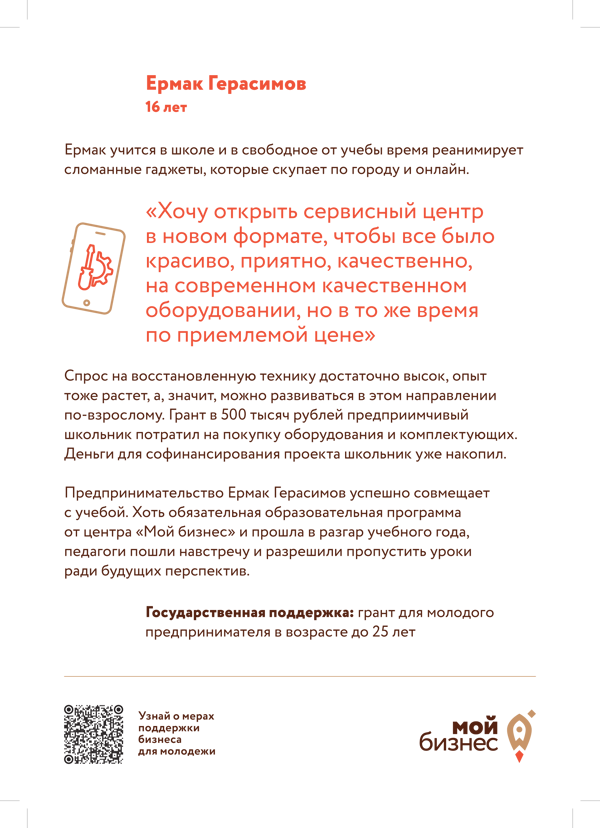 Ермак Герасимов
16 лет
Ермак учится в школе и в свободное от учебы время реанимирует
сломанные гаджеты, которые скупает по городу и онлайн.
«Хочу открыть сервисный центр
в новом формате, чтобы все было
красиво, приятно, качественно,
на современном качественном
оборудовании, но в то же время
по приемлемой цене»
Спрос на восстановленную технику достаточно высок, опыт
тоже растет, а, значит, можно развиваться в этом направлении
по-взрослому. Грант в 500 тысяч рублей предприимчивый
школьник потратил на покупку оборудования и комплектующих.
Деньги для софинансирования проекта школьник уже накопил.
Предпринимательство Ермак Герасимов успешно совмещает
с учебой. Хоть обязательная образовательная программа
от центра «Мой бизнес» и прошла в разгар учебного года,
педагоги пошли навстречу и разрешили пропустить уроки
ради будущих перспектив.
Государственная поддержка: грант для молодого
предпринимателя в возрасте до 25 лет
Узнай о мерах
поддержки
бизнеса
для молодежи
мой
бизнес